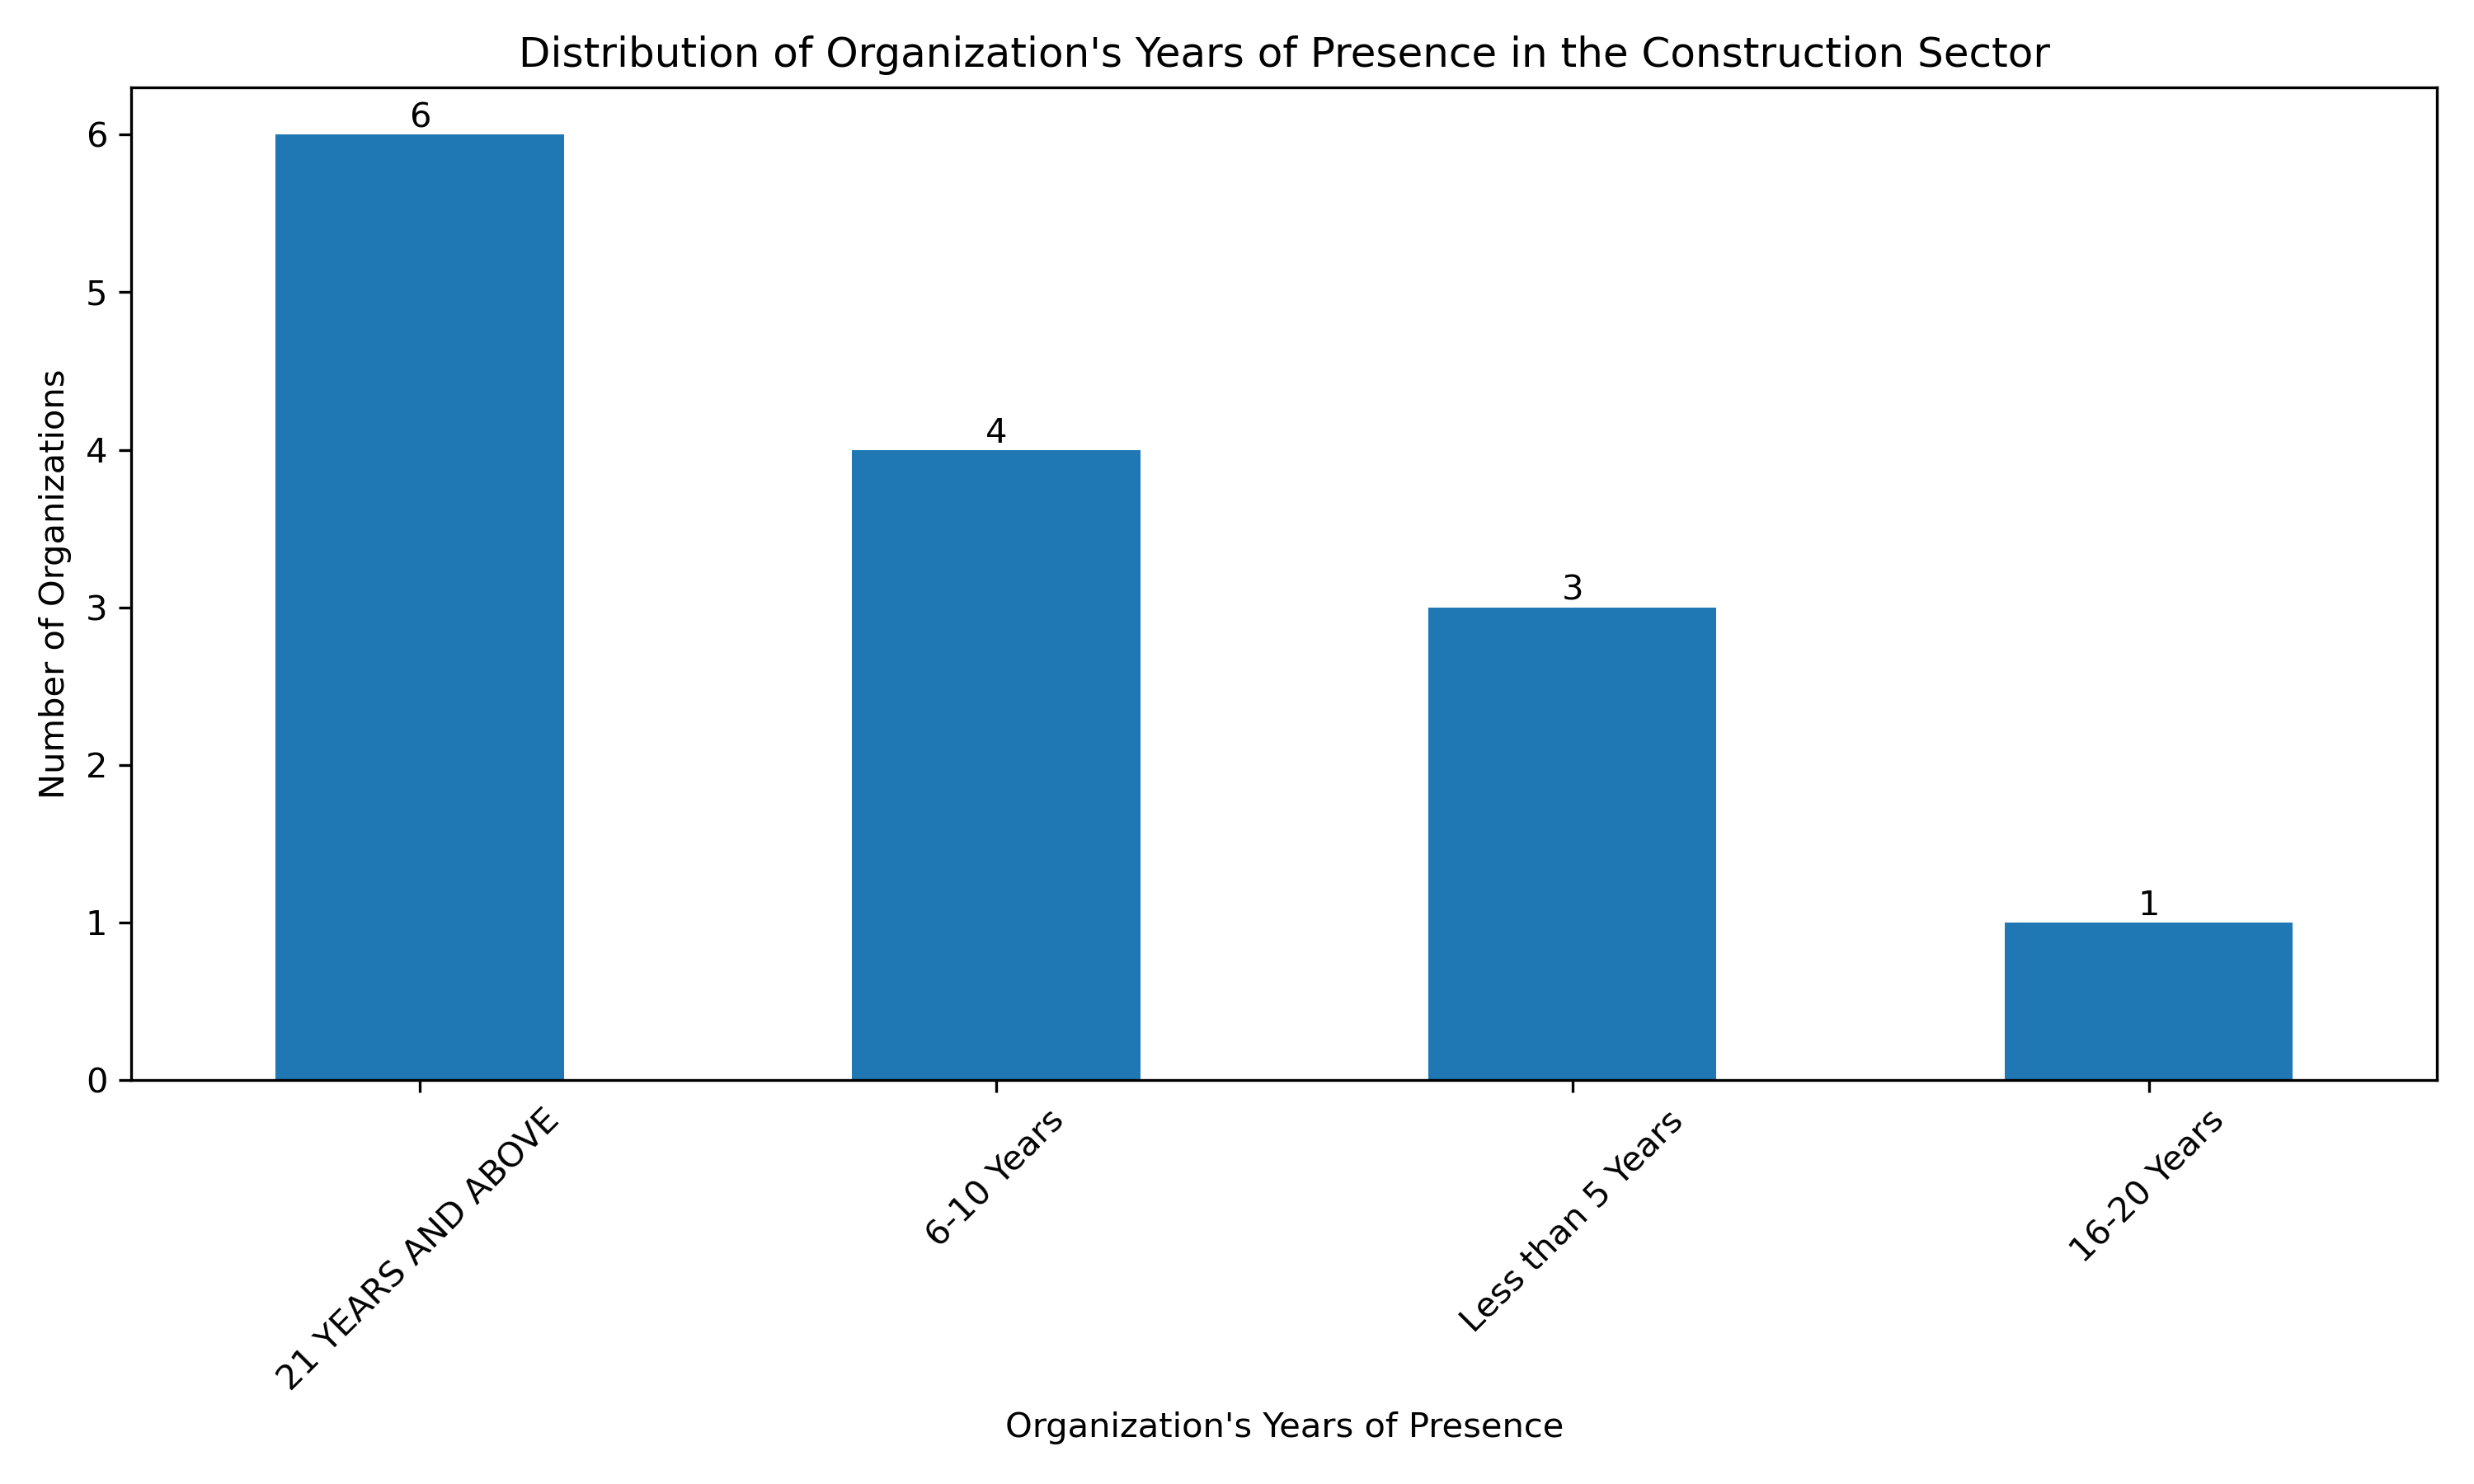 Distribution of Organization's Years of Presence in the Construction Sector
Number of Organizations
6
5
4
3
2
1
0
6
4
3
1
21 YEARS AND ABOVE
6-10 Years
Less than 5 Years
16-20 Years
Organization's Years of Presence